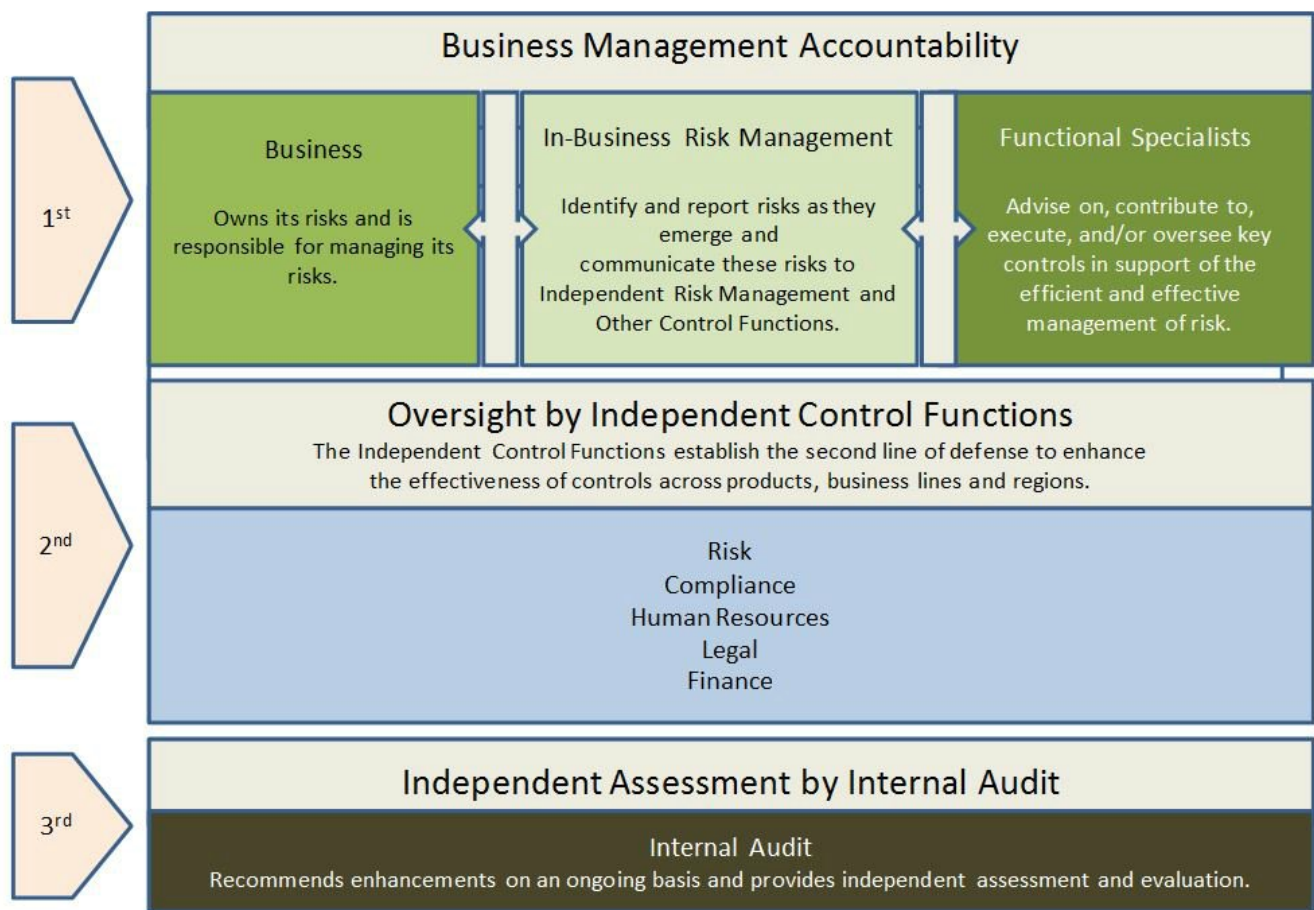 Business Management Accountability
1st
Business
Owns its risks and is
responsible for managing its
risks.
In-Business Risk Management
Identify and report risks as they
emerge and
communicate these risks to
Independent Risk Management and
Other Control Functions.
Functional Specialists
Advise on, contribute to,
execute, and/or oversee key
controls in support of the
efficient and effective
management of risk.
2nd
Oversight by Independent Control Functions
The Independent Control Functions establish the second line of defense to enhance
the effectiveness of controls across products, business lines and regions.
Risk
Compliance
Human Resources
Legal
Finance
3rd
Independent Assessment by Internal Audit
Internal Audit
Recommends enhancements on an ongoing basis and provides independent assessment and evaluation.